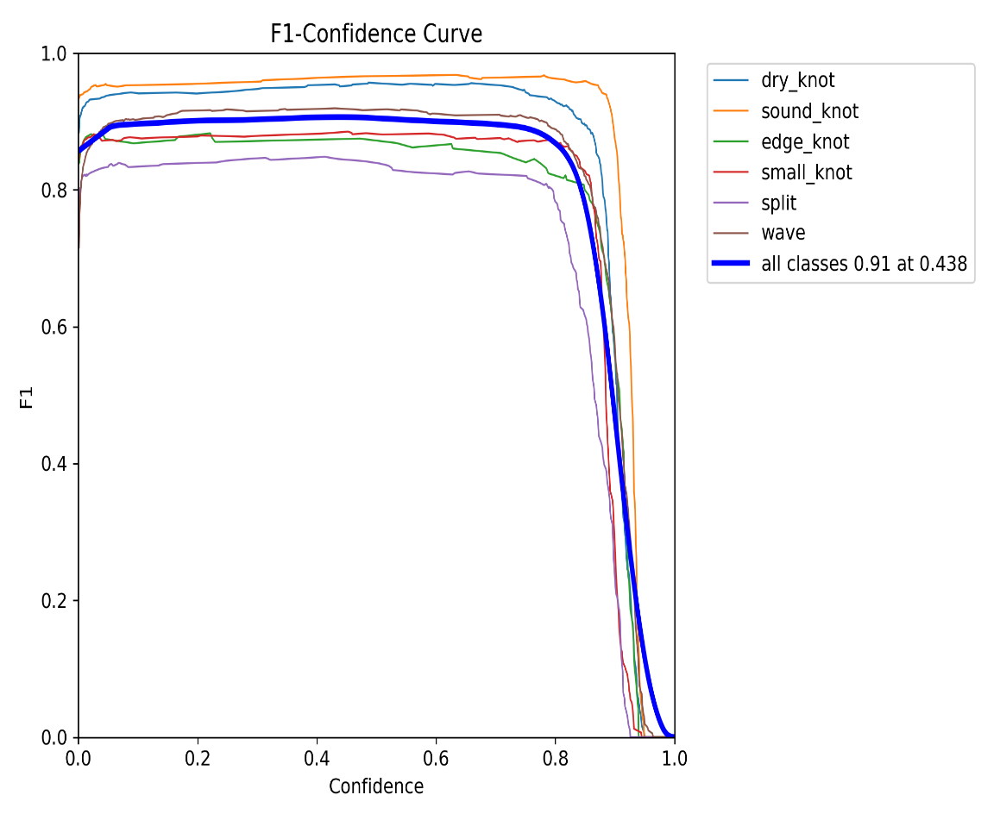 F1-Confidence Curve
1.0
0.8
0.6
0.4
0.2
0.0
F1
0.0 0.2 0.4 0.6 0.8 1.0
Confidence
dry_knot
sound_knot
edge_knot
small_knot
split
wave
all classes 0.91 at 0.438